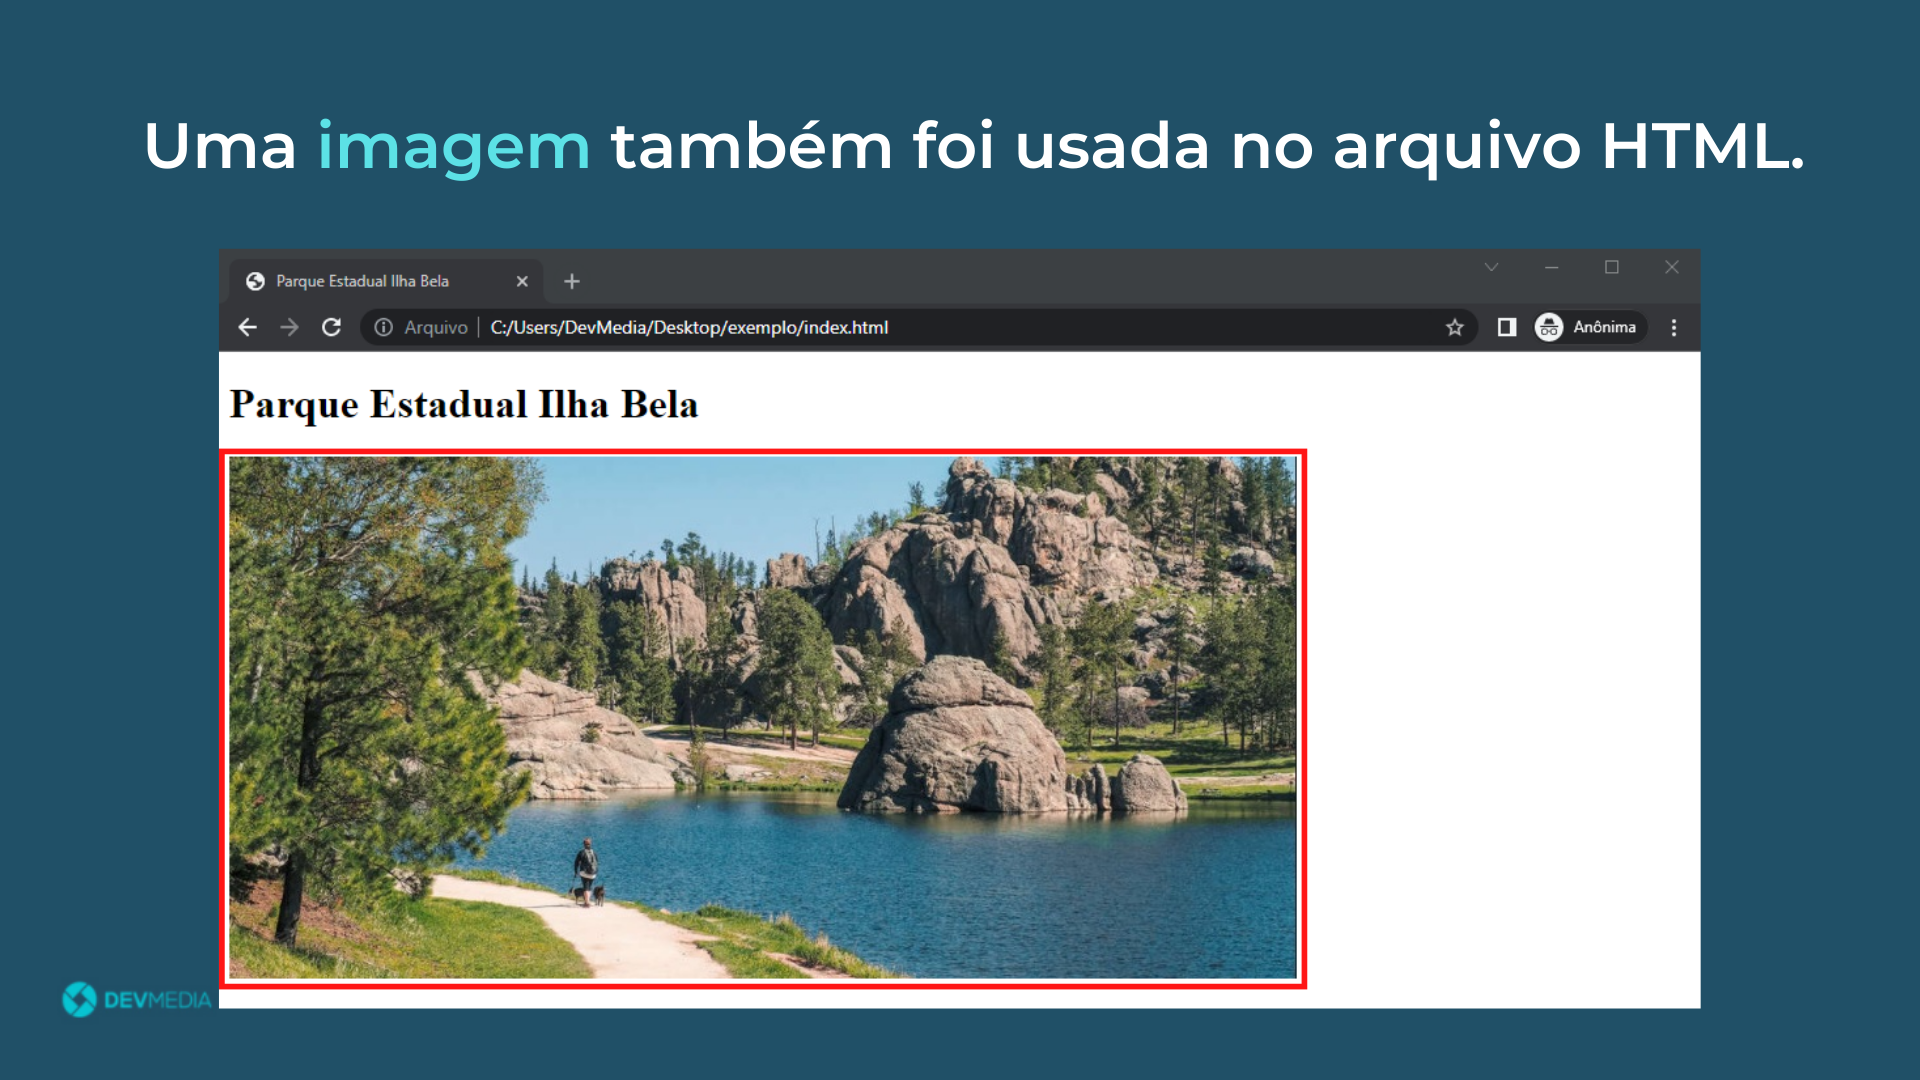 Uma imagem também foi usada no arquivo HTML.
Parque Estadual Ilha Bela
Arquivo C:/Users/DevMedia/Desktop/exemplo/index.html
Anônima
Parque Estadual Ilha Bela
DEVMEDIA